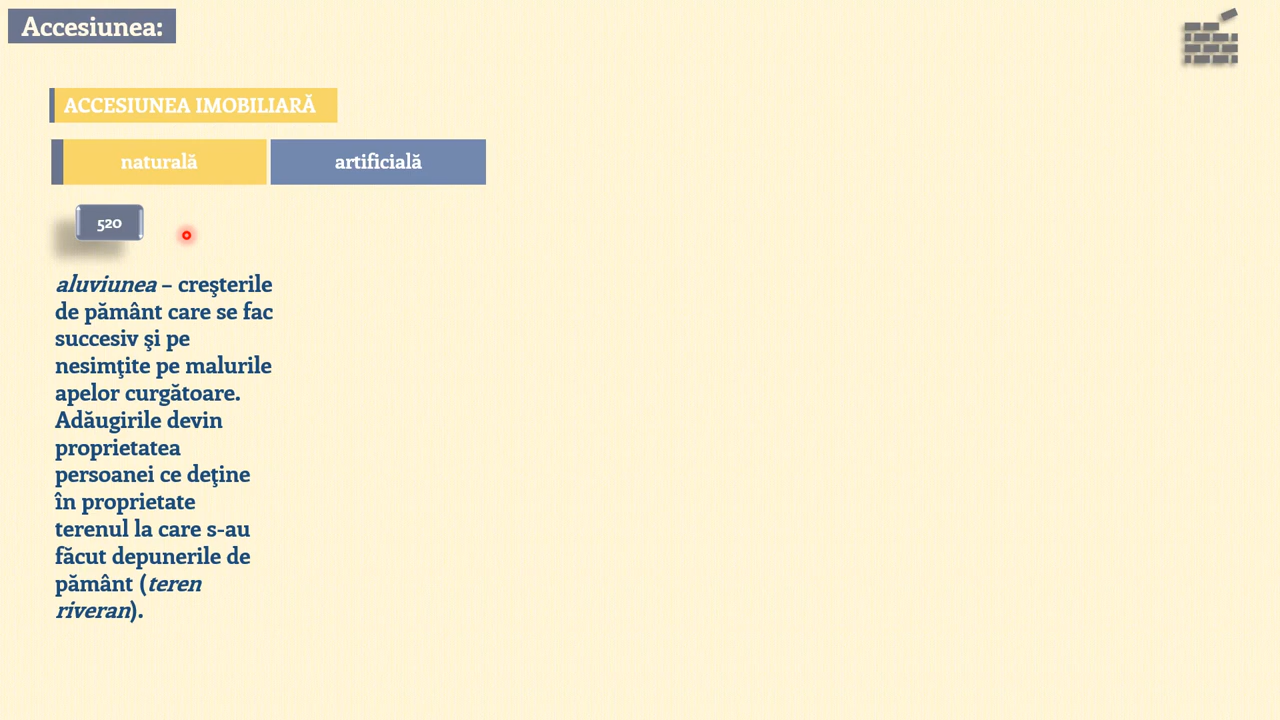 Accesiunea:
ACCESIUNEA IMOBILIARĂ
naturală
artificială
520
aluviunea – creşterile
de pământ care se fac
succesiv şi pe
nesimţite pe malurile
apelor curgătoare.
Adăugirile devin
proprietatea
persoanei ce deţine
în proprietate
terenul la care s-au
făcut depunerile de
pământ (teren
riveran).